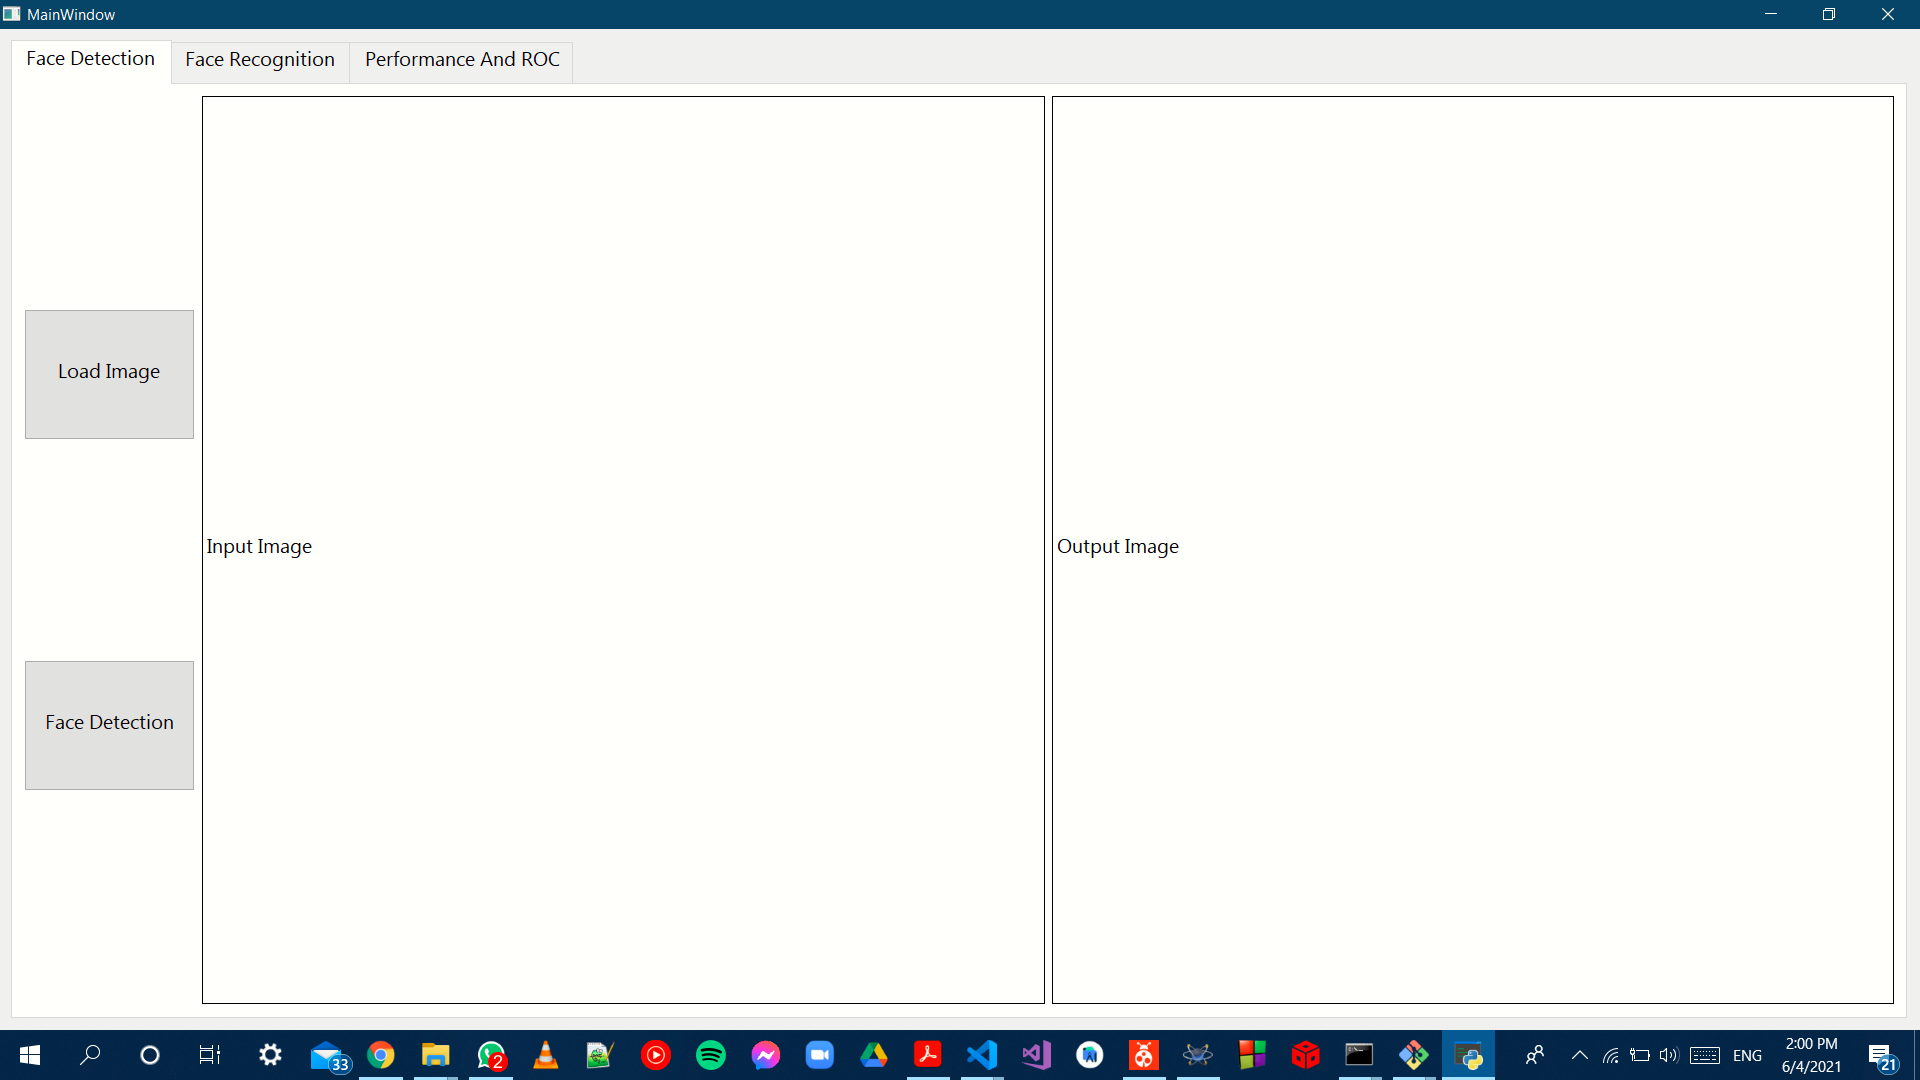 MainWindow
Face Detection
Face Recognition
Performance And ROC
Load Image
Input Image
Output Image
Face Detection
33
2
ENG
2:00 PM
6/4/2021
21